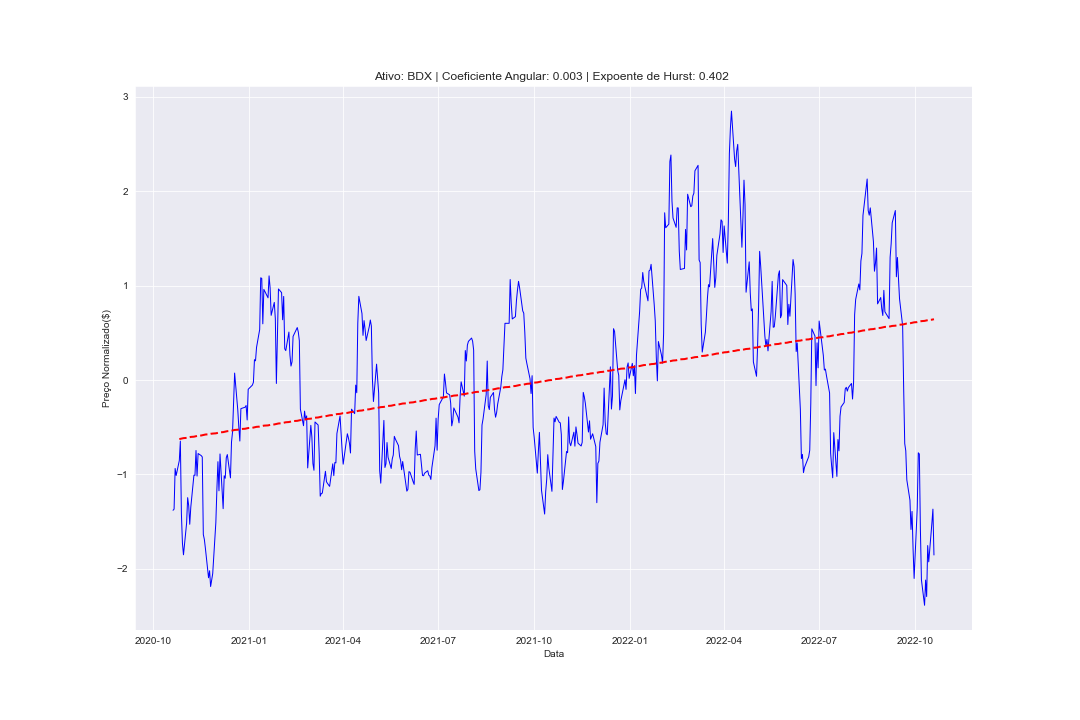 Ativo: BDX | Coeficiente Angular: 0.003 | Expoente de Hurst: 0.402
Preço Normalizado($)
3
2
1
0
−1
−2
2020-10 2021-01 2021-04 2021-07 2021-10 2022-01 2022-04 2022-07 2022-10
Data